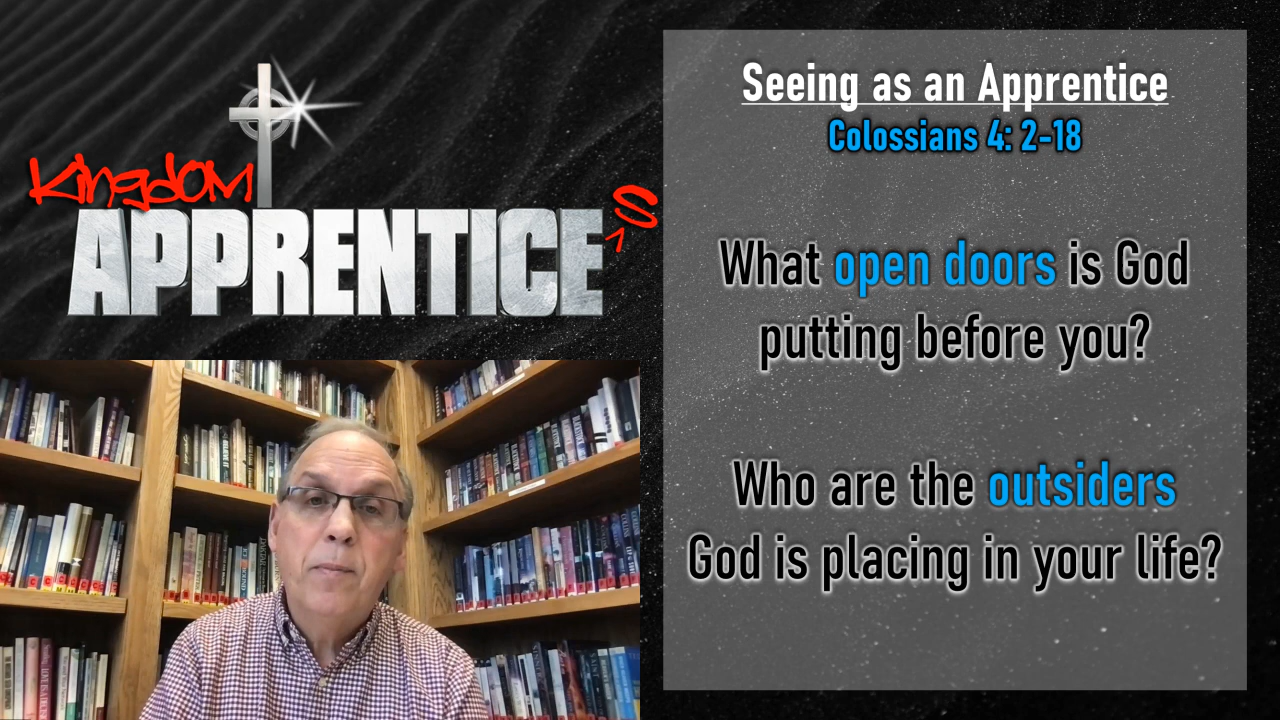 Kingdom
APPRENTICE^S
Seeing as an Apprentice
Colossians 4: 2-18
What open doors is God
putting before you?
Who are the outsiders
God is placing in your life?